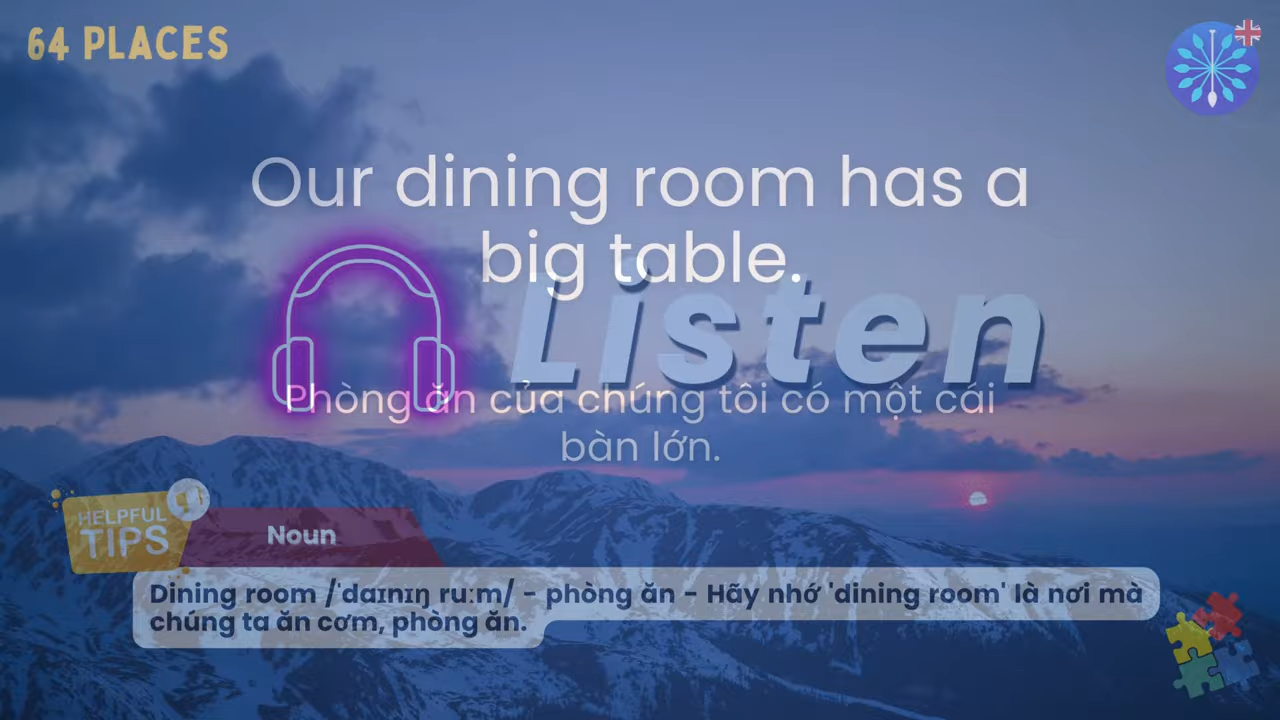 64 PLACES
Our dining room has a
big table.
Listen
Phòng ăn của chúng tôi có một cái
bàn lớn.
HELPFUL
TIPS
Noun
Dining room /ˈdaɪnɪŋ ruːm/ - phòng ăn - Hãy nhớ 'dining room' là nơi mà
chúng ta ăn cơm, phòng ăn.